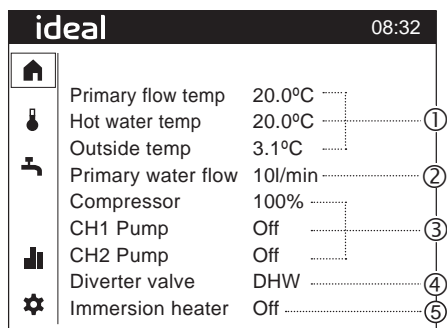 ideal 08:32
Primary flow temp 20.0ºC
Hot water temp 20.0ºC ①
Outside temp 3.1ºC
Primary water flow 10l/min ②
Compressor 100%
CH1 Pump Off ③
CH2 Pump Off
Diverter valve DHW ④
Immersion heater Off ⑤